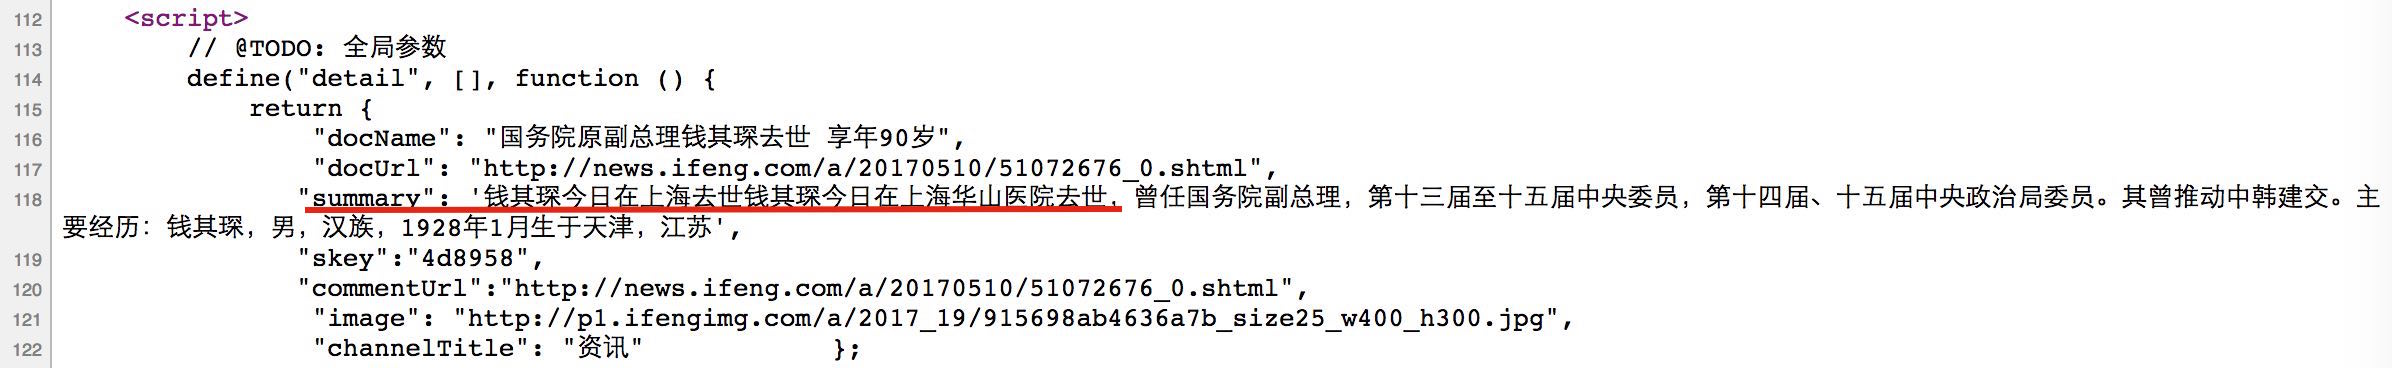 112 <script>
113 // @TODO: 全局参数
114 define("detail", [], function () {
115 return {
116 "docName": "国务院原副总理钱其琛去世 享年90岁",
117 "docUrl": "http://news.ifeng.com/a/20170510/51072676_0.shtml",
118 "summary": '钱其琛今日在上海去世钱其琛今日在上海华山医院去世，曾任国务院副总理，第十三届至十五届中央委员，第十四届、十五届中央政治局委员。其曾推动中韩建交。主
要经历：钱其琛，男，汉族，1928年1月生于天津，江苏',
119 "skey":"4d8958",
120 "commentUrl":"http://news.ifeng.com/a/20170510/51072676_0.shtml",
121 "image": "http://p1.ifengimg.com/a/2017_19/915698ab4636a7b_size25_w400_h300.jpg",
122 "channelTitle": "资讯" };